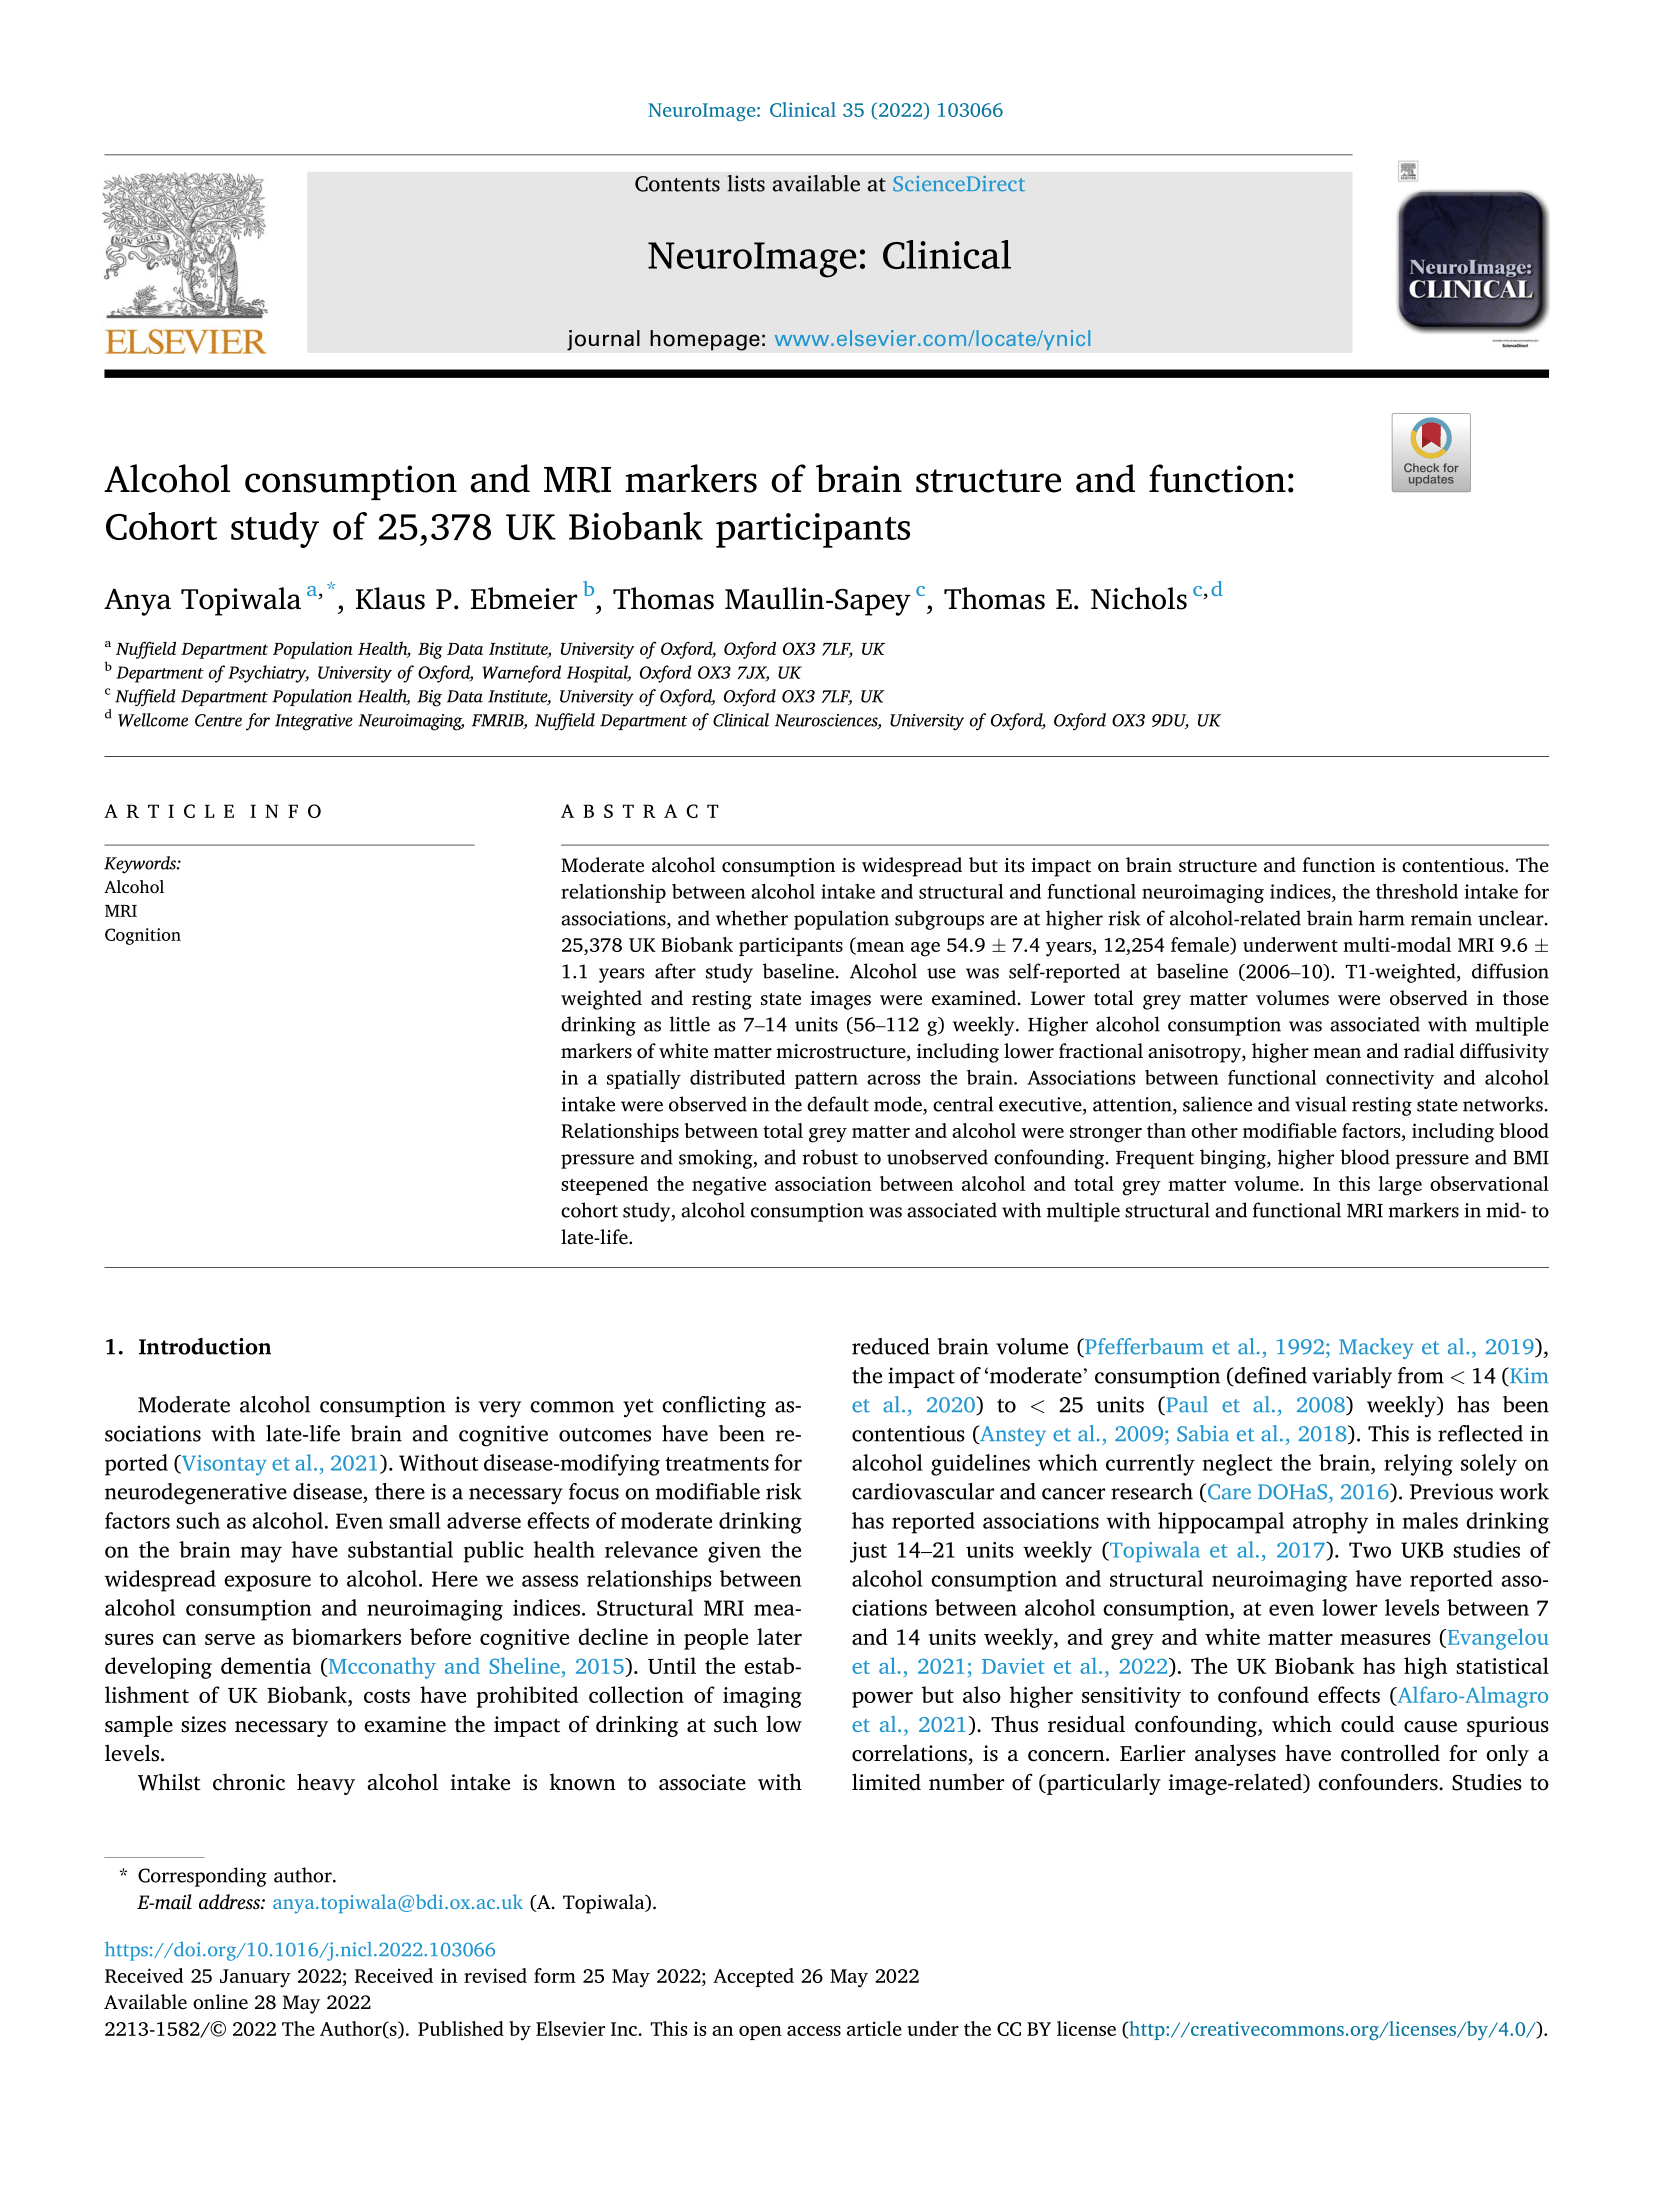 NeuroImage: Clinical 35 (2022) 103066
Contents lists available at ScienceDirect
NeuroImage: Clinical
journal homepage: www.elsevier.com/locate/ynicl
NON SOLUS
ELSEVIER
NeuroImage:
CLINICAL
ScienceDirect
Check for
updates
Alcohol consumption and MRI markers of brain structure and function:
Cohort study of 25,378 UK Biobank participants
Anya Topiwala a,*, Klaus P. Ebmeier b, Thomas Maullin-Sapey c, Thomas E. Nichols c,d
a Nuffield Department Population Health, Big Data Institute, University of Oxford, Oxford OX3 7LF, UK
b Department of Psychiatry, University of Oxford, Warneford Hospital, Oxford OX3 7JX, UK
c Nuffield Department Population Health, Big Data Institute, University of Oxford, Oxford OX3 7LF, UK
d Wellcome Centre for Integrative Neuroimaging, FMRIB, Nuffield Department of Clinical Neurosciences, University of Oxford, Oxford OX3 9DU, UK
ARTICLE INFO
Keywords:
Alcohol
MRI
Cognition
ABSTRACT
Moderate alcohol consumption is widespread but its impact on brain structure and function is contentious. The
relationship between alcohol intake and structural and functional neuroimaging indices, the threshold intake for
associations, and whether population subgroups are at higher risk of alcohol-related brain harm remain unclear.
25,378 UK Biobank participants (mean age 54.9 ± 7.4 years, 12,254 female) underwent multi-modal MRI 9.6 ±
1.1 years after study baseline. Alcohol use was self-reported at baseline (2006–10). T1-weighted, diffusion
weighted and resting state images were examined. Lower total grey matter volumes were observed in those
drinking as little as 7–14 units (56–112 g) weekly. Higher alcohol consumption was associated with multiple
markers of white matter microstructure, including lower fractional anisotropy, higher mean and radial diffusivity
in a spatially distributed pattern across the brain. Associations between functional connectivity and alcohol
intake were observed in the default mode, central executive, attention, salience and visual resting state networks.
Relationships between total grey matter and alcohol were stronger than other modifiable factors, including blood
pressure and smoking, and robust to unobserved confounding. Frequent binging, higher blood pressure and BMI
steepened the negative association between alcohol and total grey matter volume. In this large observational
cohort study, alcohol consumption was associated with multiple structural and functional MRI markers in mid- to
late-life.
1. Introduction
Moderate alcohol consumption is very common yet conflicting as-
sociations with late-life brain and cognitive outcomes have been re-
ported (Visontay et al., 2021). Without disease-modifying treatments for
neurodegenerative disease, there is a necessary focus on modifiable risk
factors such as alcohol. Even small adverse effects of moderate drinking
on the brain may have substantial public health relevance given the
widespread exposure to alcohol. Here we assess relationships between
alcohol consumption and neuroimaging indices. Structural MRI mea-
sures can serve as biomarkers before cognitive decline in people later
developing dementia (Mcconathy and Sheline, 2015). Until the estab-
lishment of UK Biobank, costs have prohibited collection of imaging
sample sizes necessary to examine the impact of drinking at such low
levels.
Whilst chronic heavy alcohol intake is known to associate with
reduced brain volume (Pfefferbaum et al., 1992; Mackey et al., 2019),
the impact of ‘moderate’ consumption (defined variably from < 14 (Kim
et al., 2020) to < 25 units (Paul et al., 2008) weekly) has been
contentious (Anstey et al., 2009; Sabia et al., 2018). This is reflected in
alcohol guidelines which currently neglect the brain, relying solely on
cardiovascular and cancer research (Care DOHaS, 2016). Previous work
has reported associations with hippocampal atrophy in males drinking
just 14–21 units weekly (Topiwala et al., 2017). Two UKB studies of
alcohol consumption and structural neuroimaging have reported asso-
ciations between alcohol consumption, at even lower levels between 7
and 14 units weekly, and grey and white matter measures (Evangelou
et al., 2021; Daviet et al., 2022). The UK Biobank has high statistical
power but also higher sensitivity to confound effects (Alfaro-Almagro
et al., 2021). Thus residual confounding, which could cause spurious
correlations, is a concern. Earlier analyses have controlled for only a
limited number of (particularly image-related) confounders. Studies to
* Corresponding author.
E-mail address: anya.topiwala@bdi.ox.ac.uk (A. Topiwala).
https://doi.org/10.1016/j.nicl.2022.103066
Received 25 January 2022; Received in revised form 25 May 2022; Accepted 26 May 2022
Available online 28 May 2022
2213-1582/© 2022 The Author(s). Published by Elsevier Inc. This is an open access article under the CC BY license (http://creativecommons.org/licenses/by/4.0/).